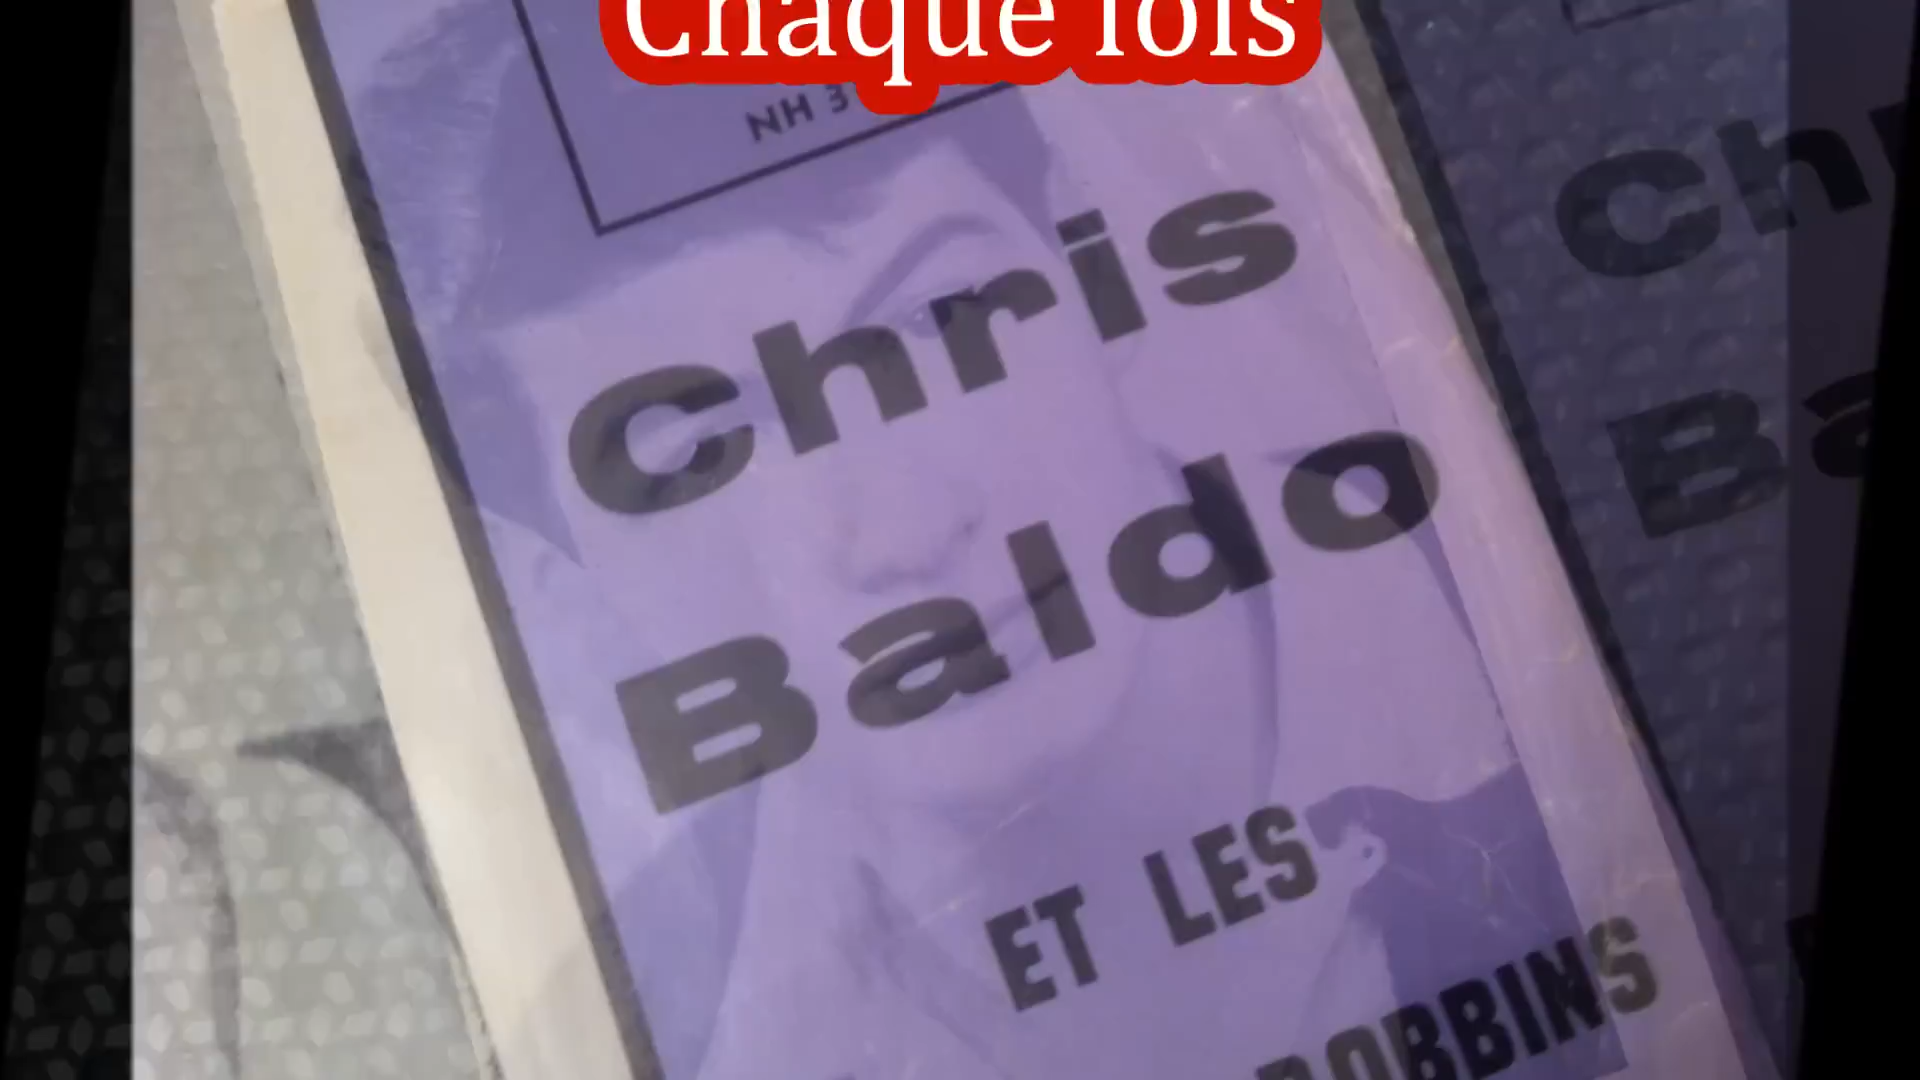 Chaque fois
NH 3
Chris
Baldo
ET LES
ROBBINS
Ch
Ba